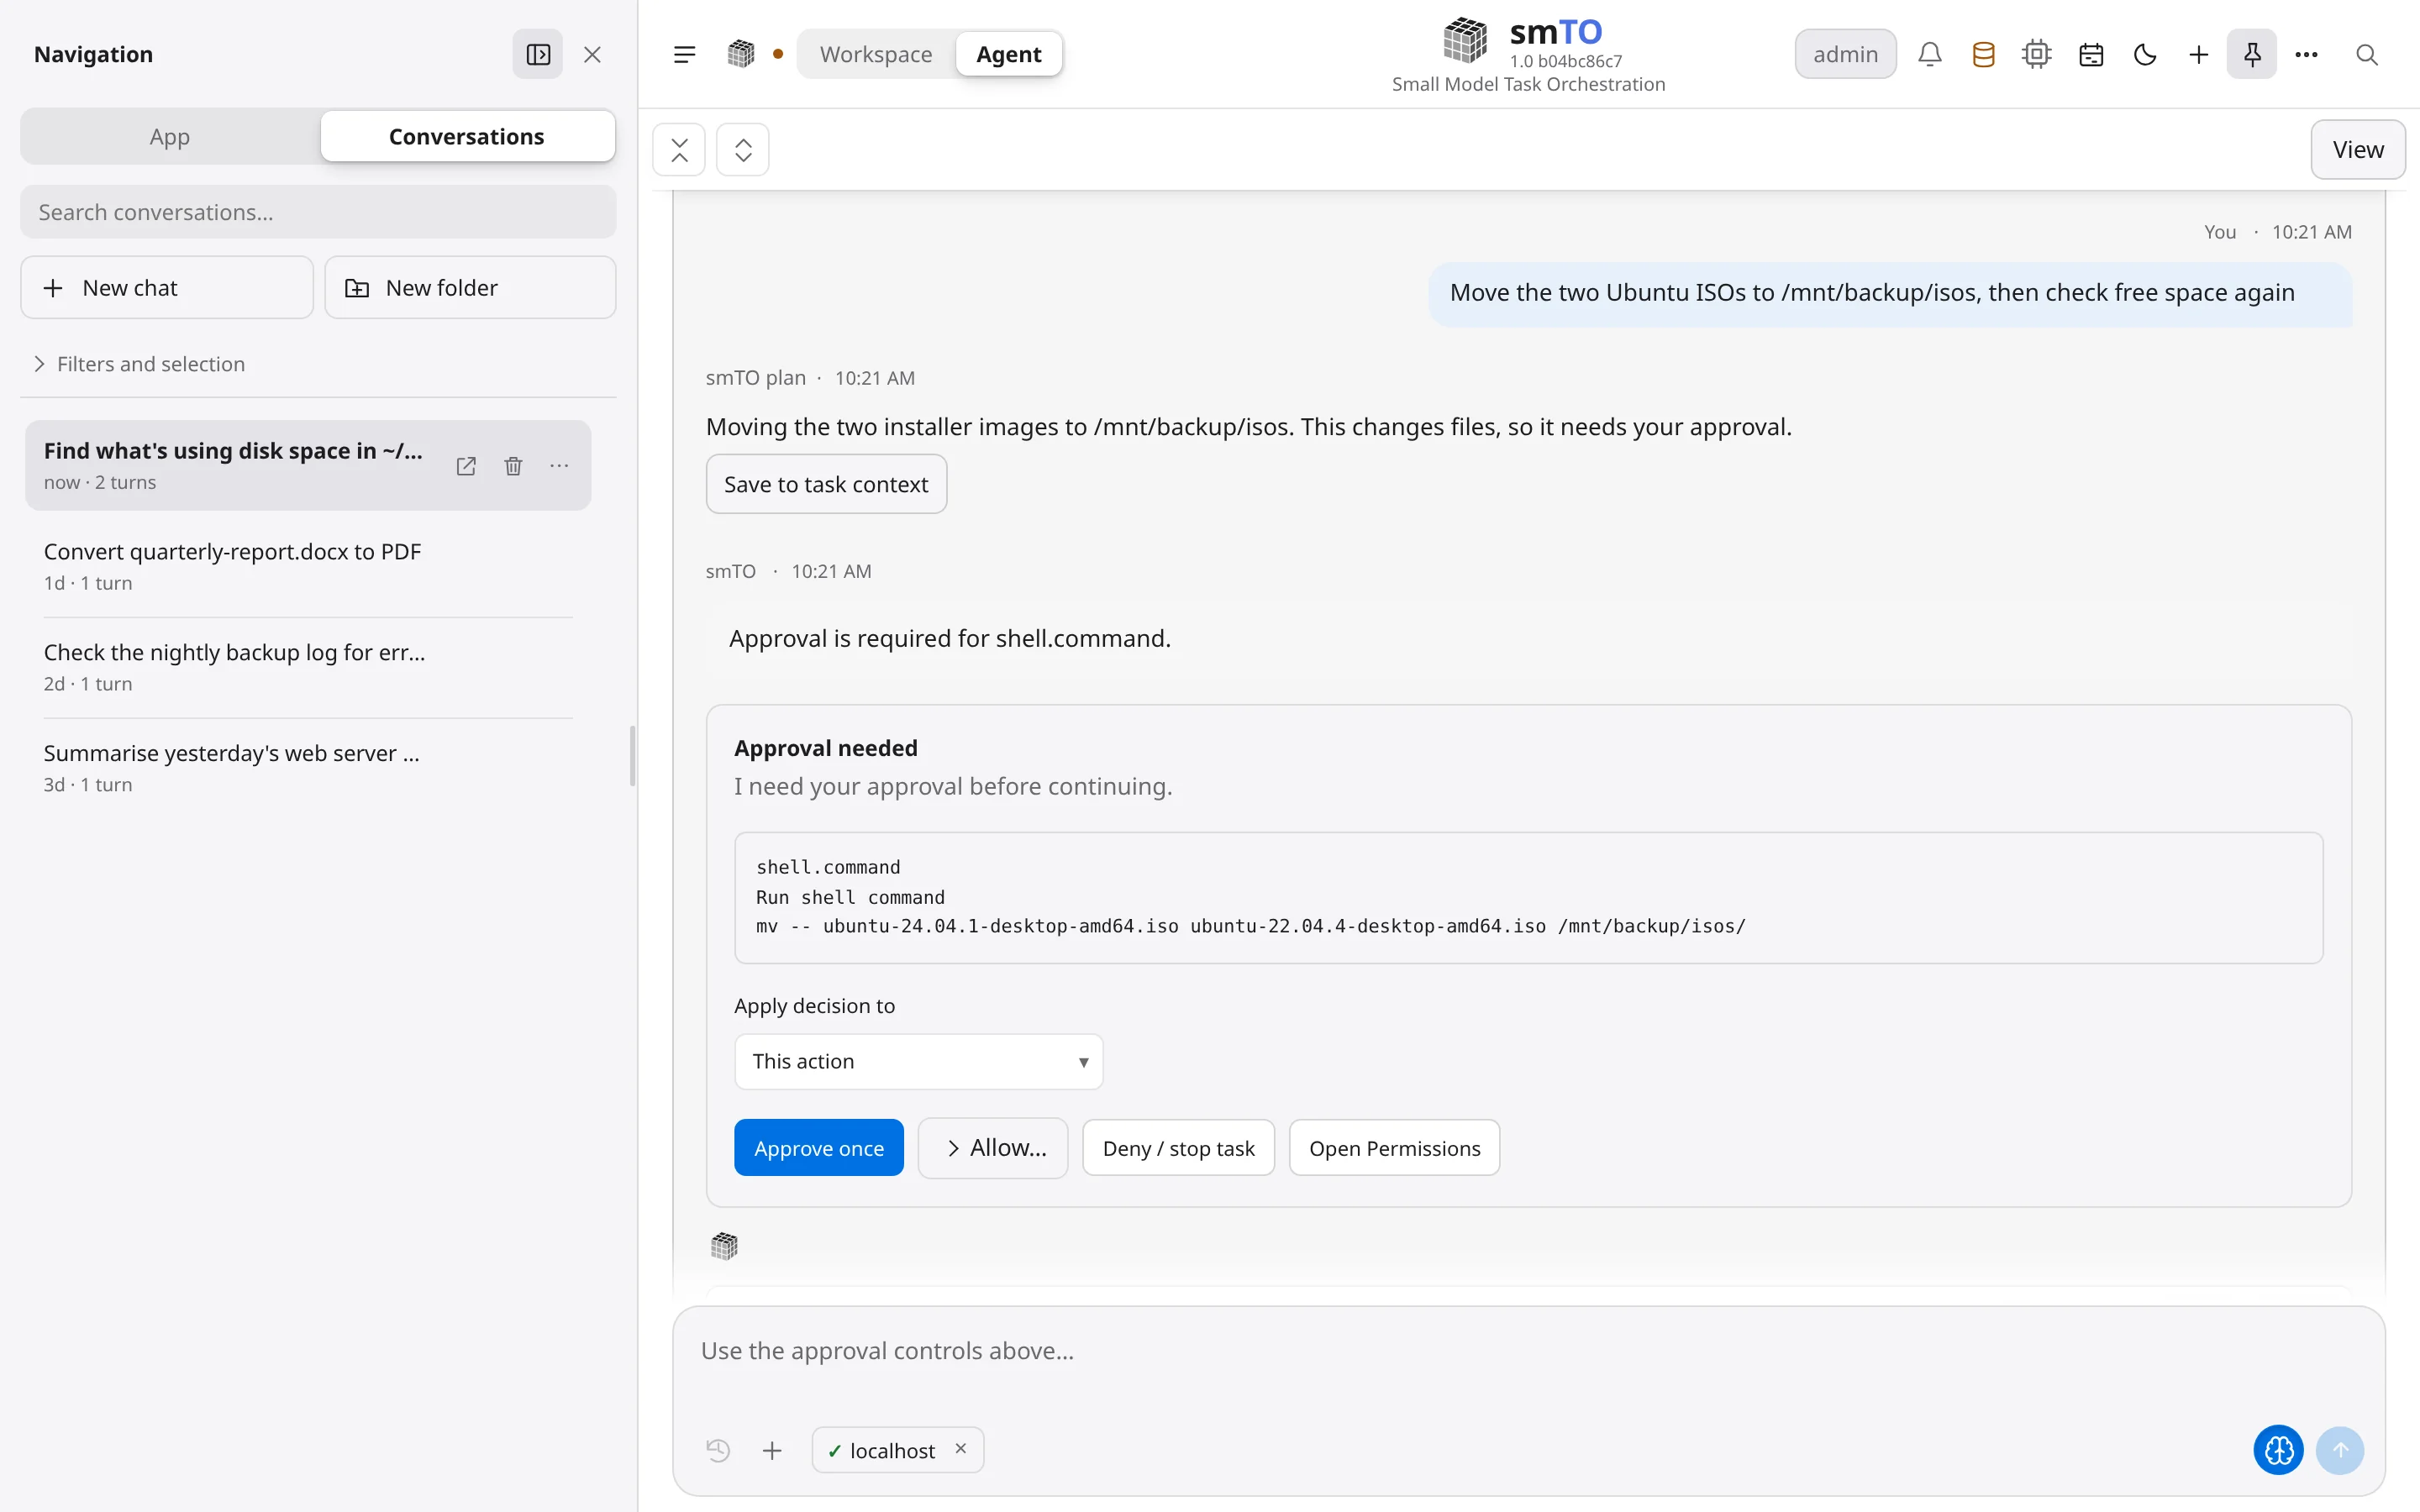 Navigation
App
Conversations
Search conversations...
New chat
New folder
Filters and selection
Find what's using disk space in ~/...
now · 2 turns
Convert quarterly-report.docx to PDF
1d · 1 turn
Check the nightly backup log for err...
2d · 1 turn
Summarise yesterday's web server ...
3d · 1 turn
Workspace
Agent
smTO
1.0 b04bc86c7
Small Model Task Orchestration
admin
View
You · 10:21 AM
Move the two Ubuntu ISOs to /mnt/backup/isos, then check free space again
smTO plan · 10:21 AM
Moving the two installer images to /mnt/backup/isos. This changes files, so it needs your approval.
Save to task context
smTO · 10:21 AM
Approval is required for shell.command.
Approval needed
I need your approval before continuing.
shell.command
Run shell command
mv -- ubuntu-24.04.1-desktop-amd64.iso ubuntu-22.04.4-desktop-amd64.iso /mnt/backup/isos/
Apply decision to
This action
Approve once
Allow...
Deny / stop task
Open Permissions
Use the approval controls above...
✓ localhost ×